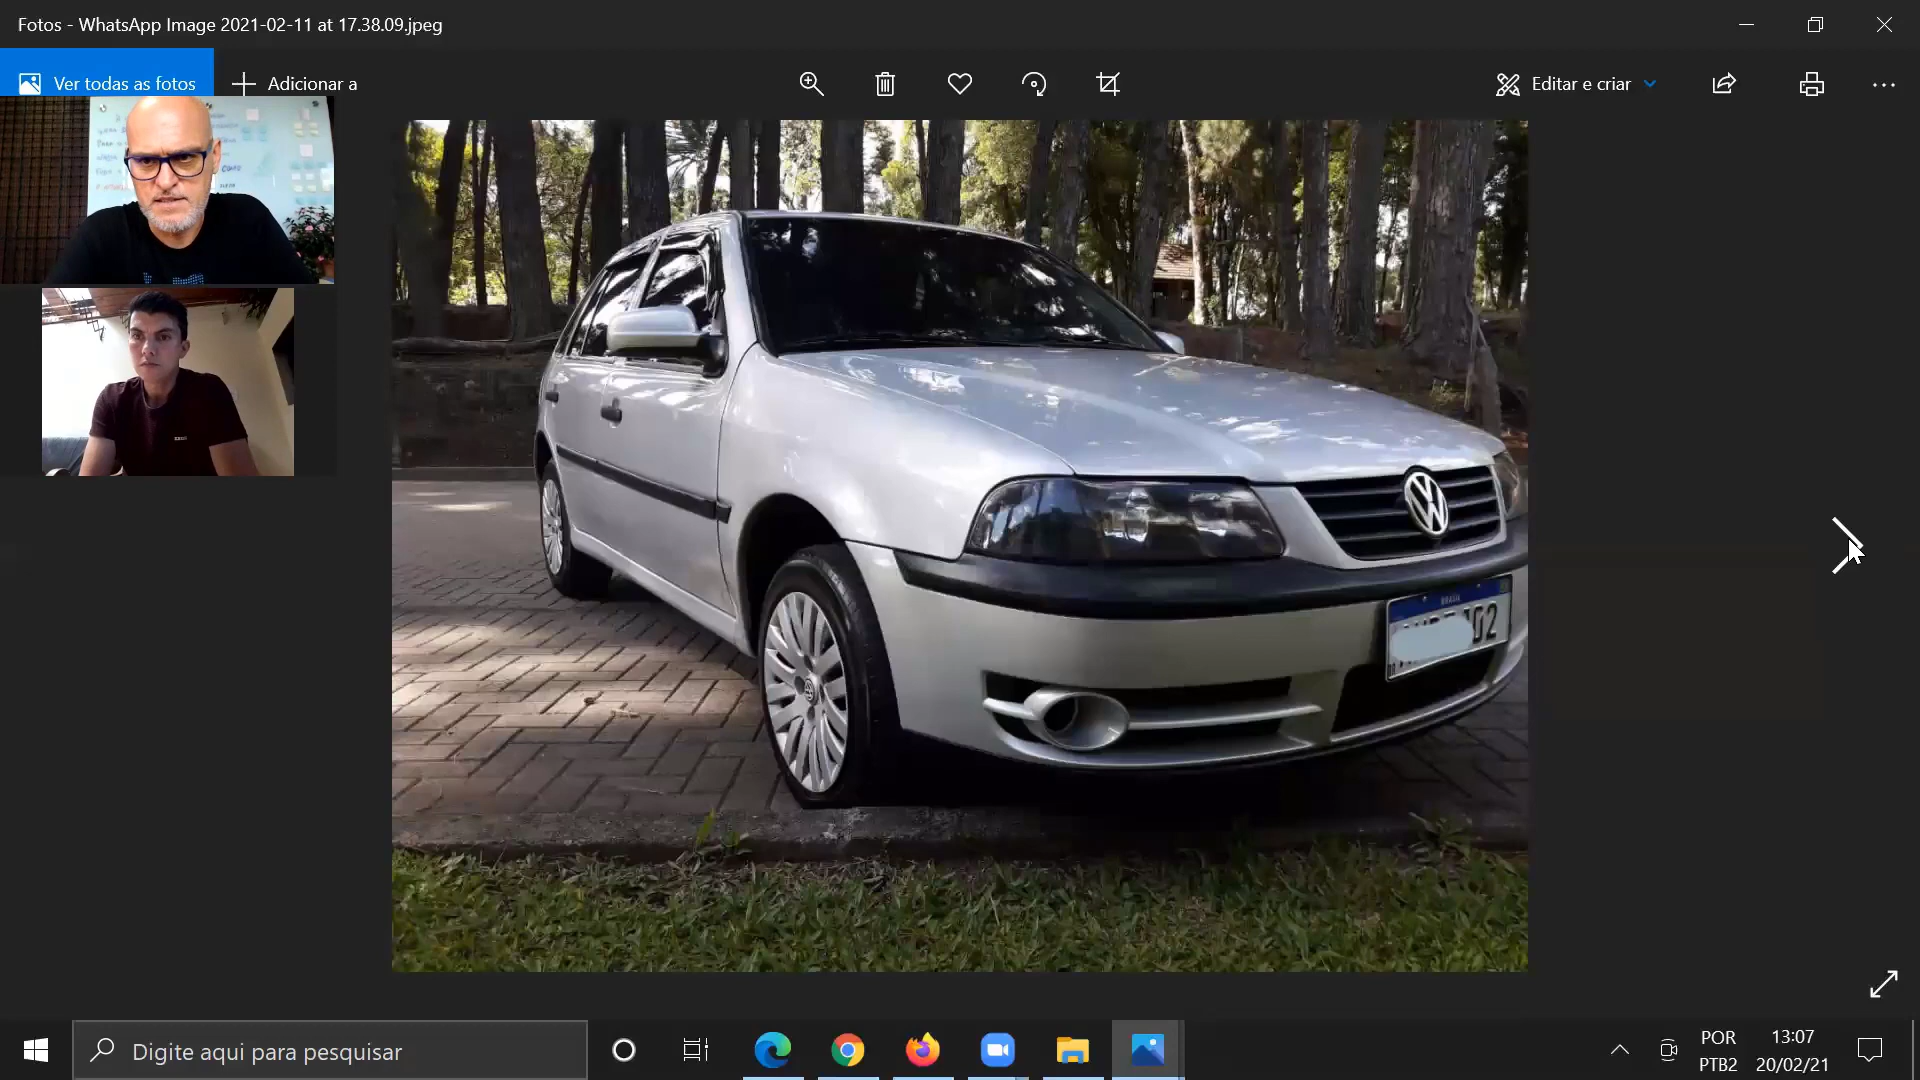 Fotos - WhatsApp Image 2021-02-11 at 17.38.09.jpeg
Ver todas as fotos
Adicionar a
Editar e criar
BRASIL
02
Digite aqui para pesquisar
POR
PTB2
13:07
20/02/21